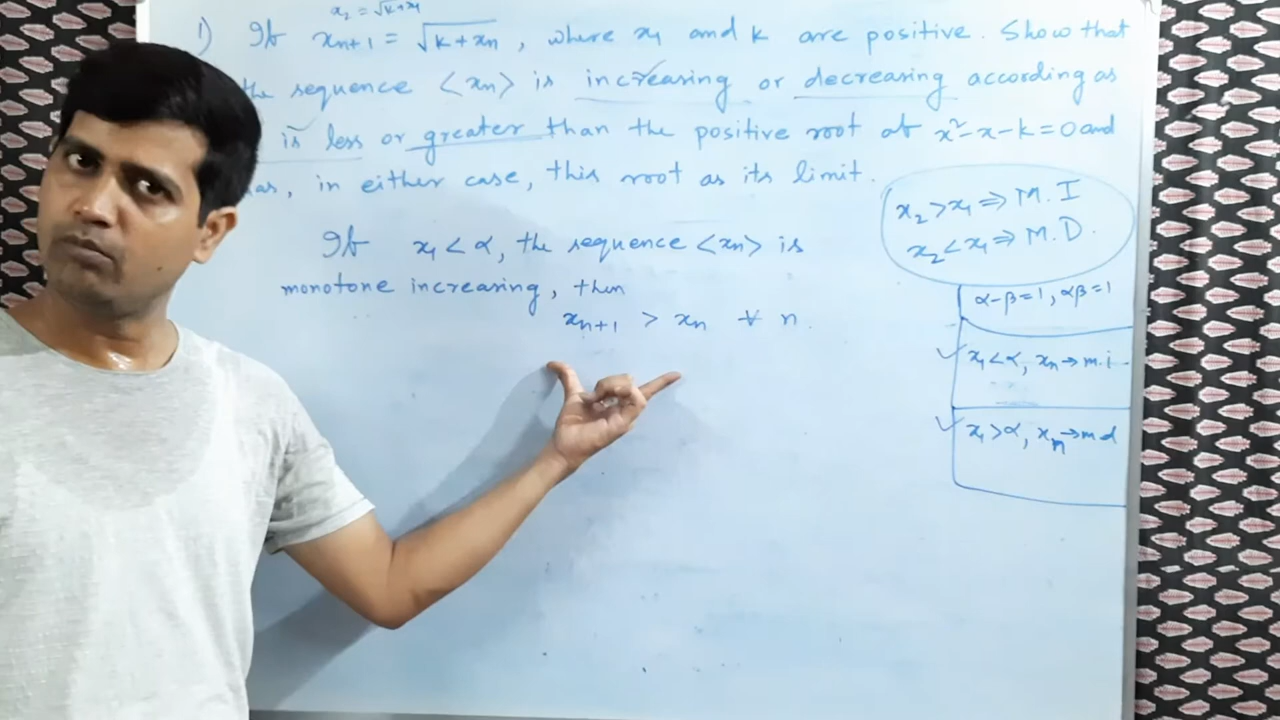 x₂ = √k+x₁
1) If xₙ₊₁ = √k + xₙ, where x₁ and k are positive. Show that
the sequence <xₙ> is increasing or decreasing according as
is less or greater than the positive root of x²-x-k=0 and
has, in either case, this root as its limit.
x₂>x₁ ⇒ M.I
x₂<x₁ ⇒ M.D.
If x₁ < α, the sequence <xₙ> is
monotone increasing, then
xₙ₊₁ > xₙ ∀ n.
α-β=1, αβ=1
✓ x₁<α, xₙ→m.i
✓ x₁>α, xₙ→m.d